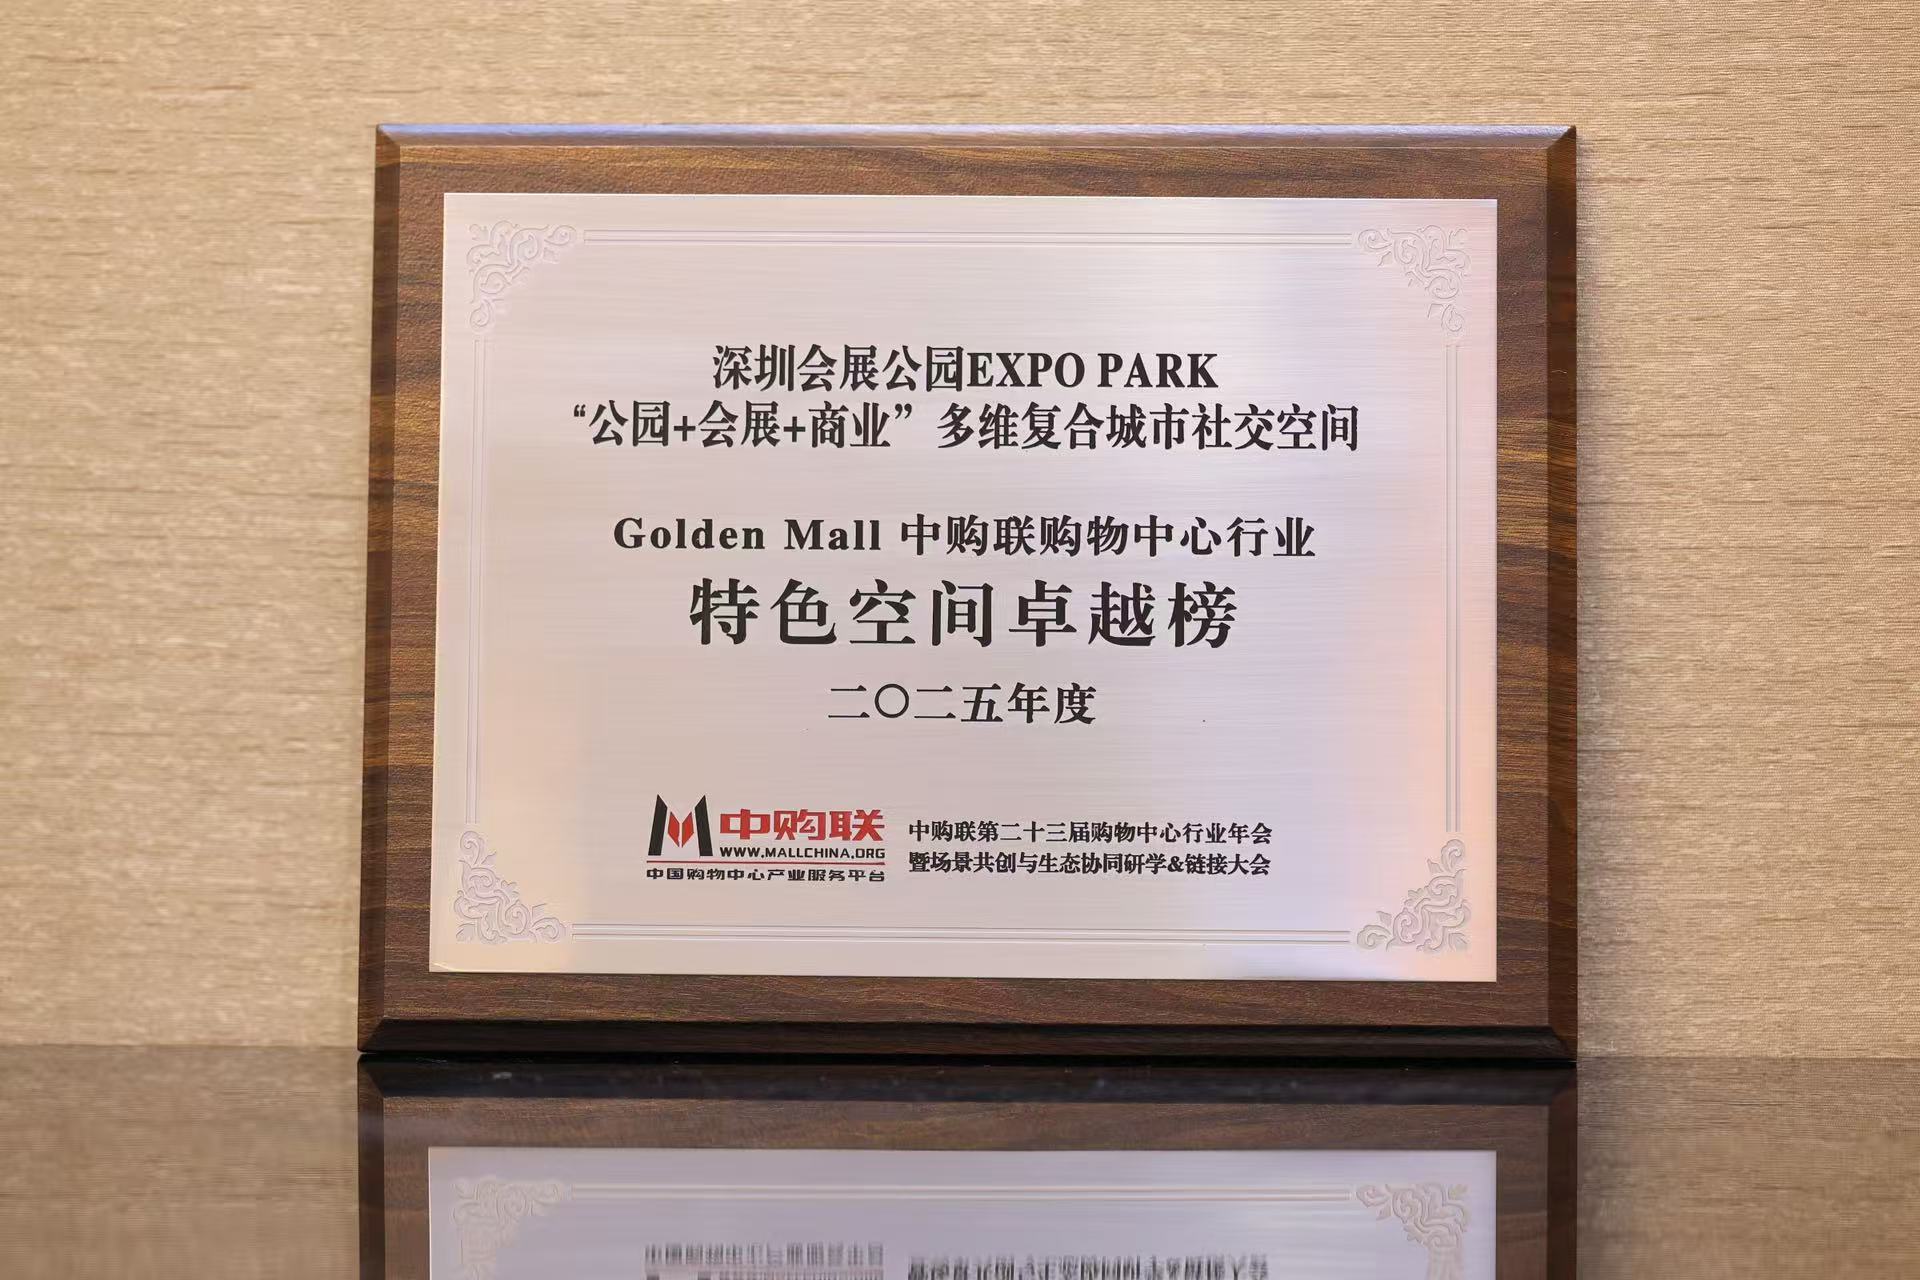 深圳会展公园EXPO PARK
“公园+会展+商业”多维复合城市社交空间
Golden Mall 中购联购物中心行业
特色空间卓越榜
二〇二五年度
中购联
WWW.MALLCHINA.ORG
中国购物中心产业服务平台
中购联第二十三届购物中心行业年会
暨场景共创与生态协同研学&链接大会